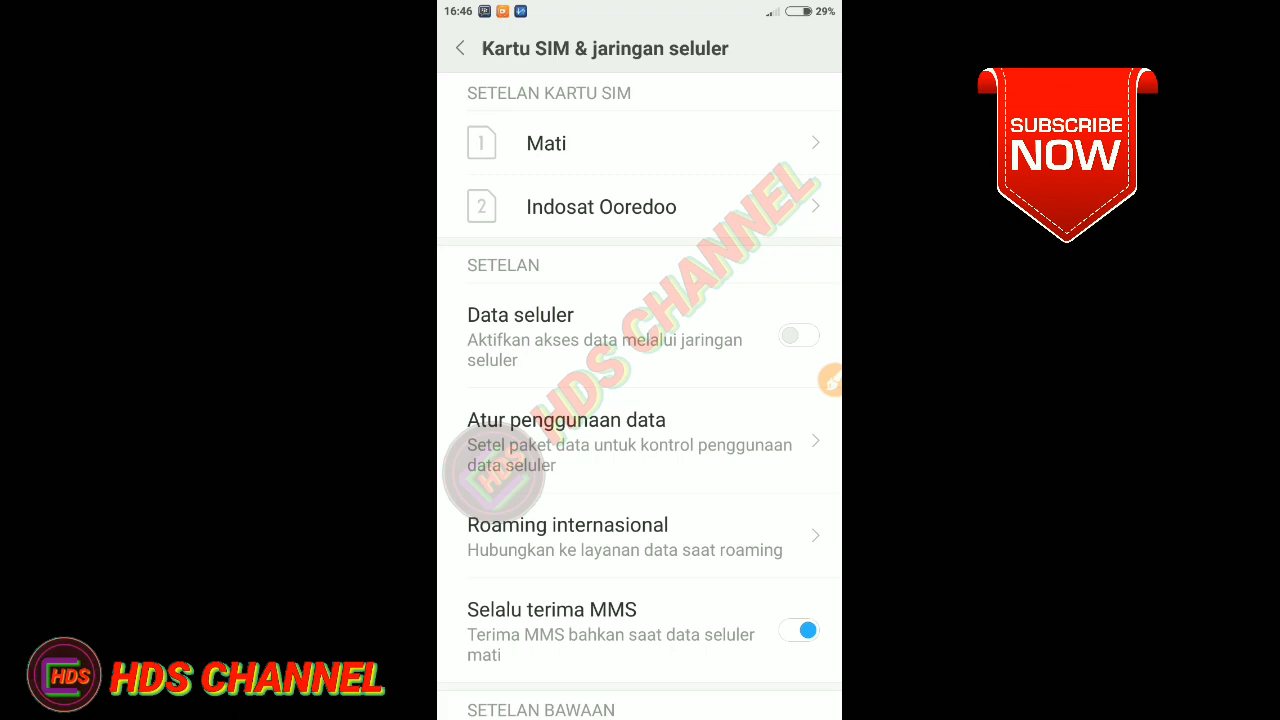 16:46
29%
Kartu SIM & jaringan seluler
SETELAN KARTU SIM
1
Mati
2
Indosat Ooredoo
SETELAN
Data seluler
Aktifkan akses data melalui jaringan
seluler
Atur penggunaan data
Setel paket data untuk kontrol penggunaan
data seluler
Roaming internasional
Hubungkan ke layanan data saat roaming
Selalu terima MMS
Terima MMS bahkan saat data seluler
mati
SETELAN BAWAAN
HDS CHANNEL
HDS
SUBSCRIBE
NOW
HDS
HDS CHANNEL